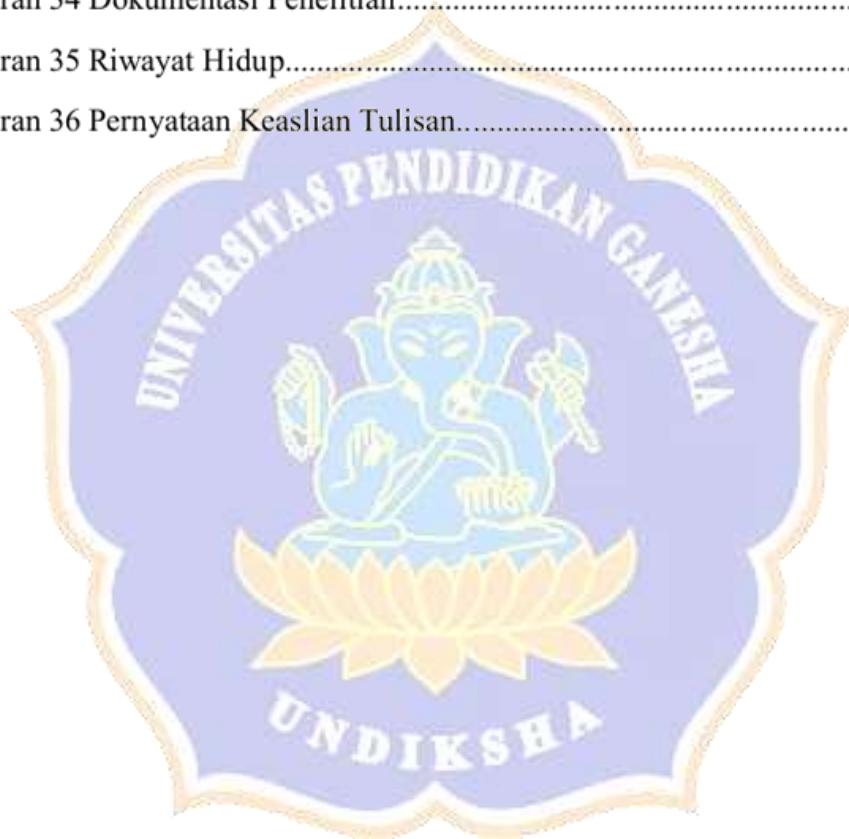 ran 34 Dokumentasi Penelitian........................................................
ran 35 Riwayat Hidup......................................................................
ran 36 Pernyataan Keaslian Tulisan..................................................
UNIVERSITAS PENDIDIKAN GANESHA
UNDIKSHA